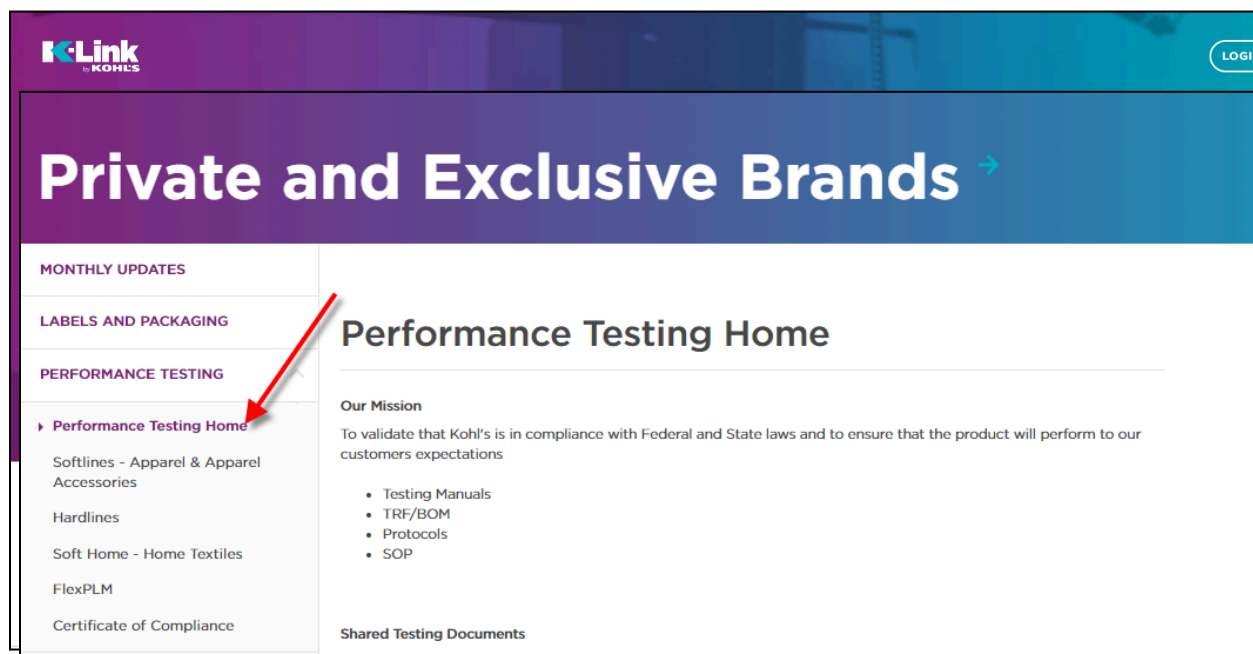 K-Link
by KOHL'S
Private and Exclusive Brands
MONTHLY UPDATES
LABELS AND PACKAGING
PERFORMANCE TESTING
Performance Testing Home
Softlines - Apparel & Apparel
Accessories
Hardlines
Soft Home - Home Textiles
FlexPLM
Certificate of Compliance
Performance Testing Home
Our Mission
To validate that Kohl's is in compliance with Federal and State laws and to ensure that the product will perform to our
customers expectations
• Testing Manuals
• TRF/BOM
• Protocols
• SOP
Shared Testing Documents